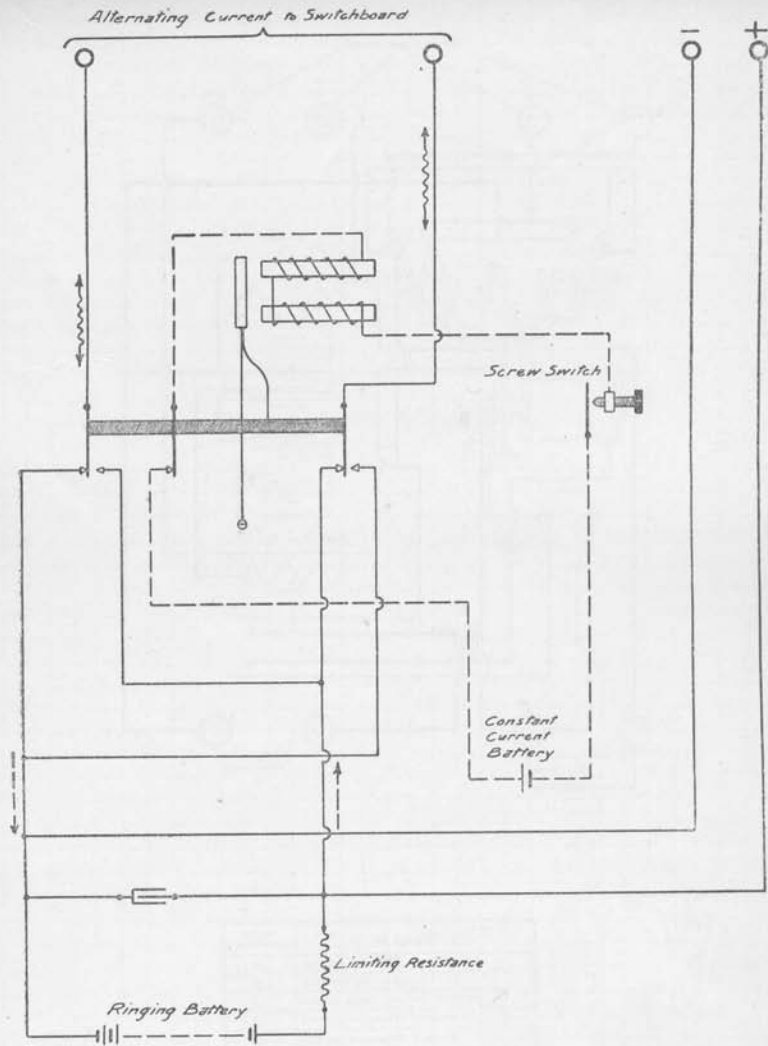 Alternating Current to Switchboard
- +
Screw Switch
Constant
Current
Battery
Limiting Resistance
Ringing Battery